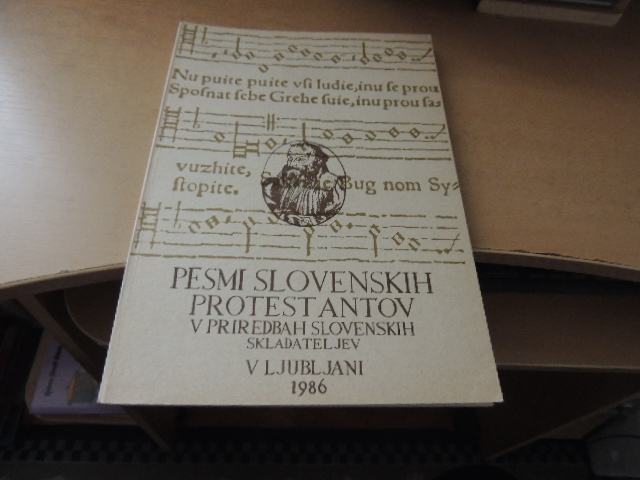 Nu puite puite vſi ludie, inu ſe prou
Spoſnat ſebe Grehe ſuie, inu prou ſa-
vuzhite,
ſtopite. Bug nom Sy-
PESMI SLOVENSKIH
PROTESTANTOV
V PRIREDBAH SLOVENSKIH
SKLADATELJEV
V LJUBLJANI
1986